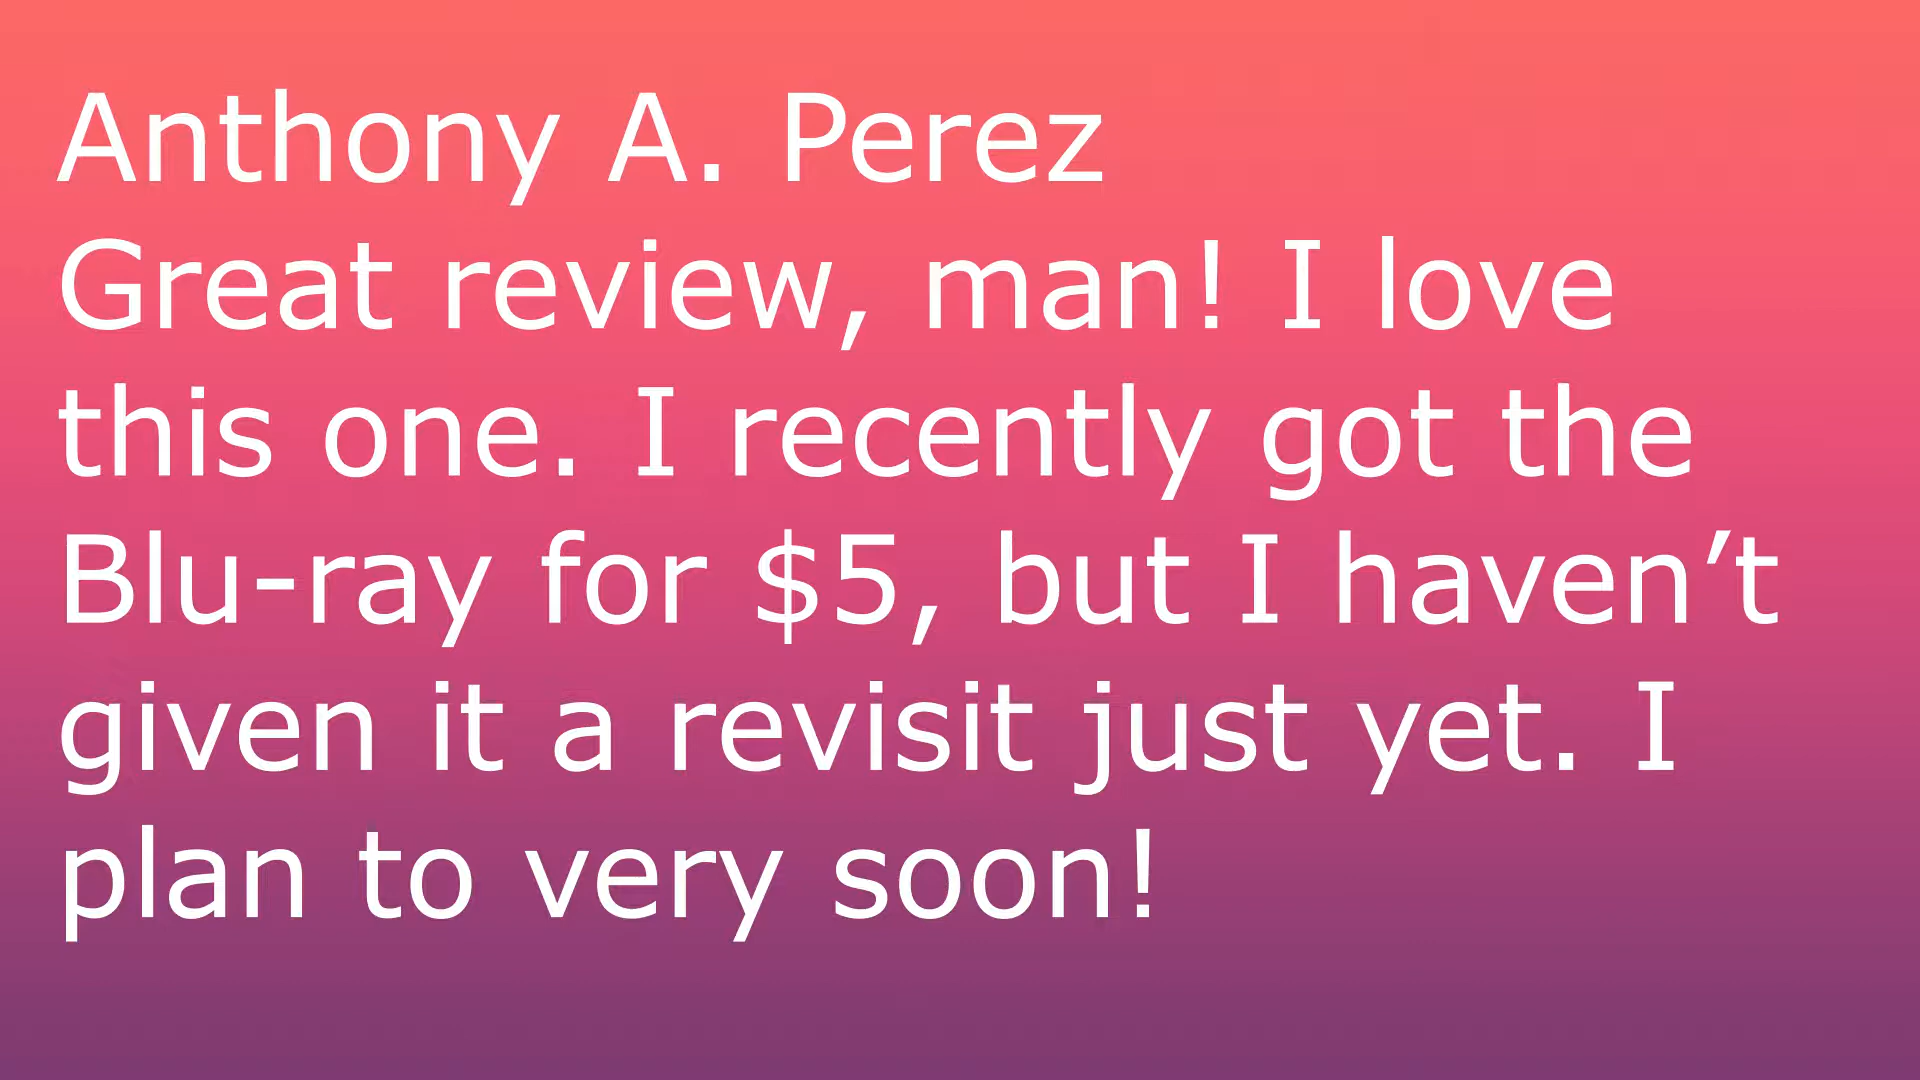 Anthony A. Perez
Great review, man! I love
this one. I recently got the
Blu-ray for $5, but I haven’t
given it a revisit just yet. I
plan to very soon!